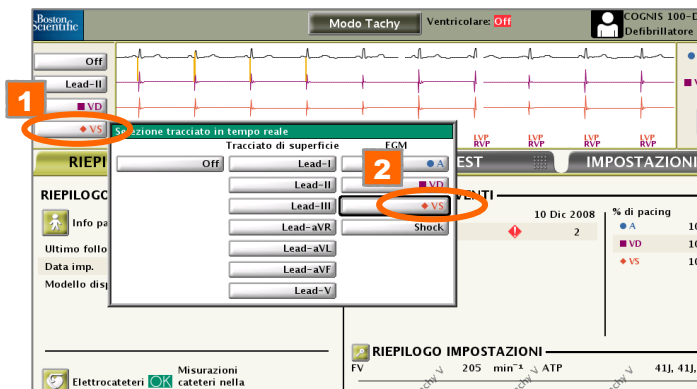 Boston
Scientific
Modo Tachy
Ventricolare: Off
COGNIS 100-D
Defibrillatore
Off
Lead-II
VD
VS
1
LVP LVP LVP LVP
RVP RVP RVP RVP
Selezione tracciato in tempo reale
Tracciato di superficie EGM
Off Lead-I A
2
Lead-II VD
Lead-III VS
Lead-aVR Shock
Lead-aVL
Lead-aVF
Lead-V
RIEPI
EST
IMPOSTAZIONI
RIEPILOGO
Info pa
Ultimo follo
Data imp.
Modello disp
VENTI
10 Dic 2008
2
% di pacing
A 10
VD 10
VS 10
RIEPILOGO IMPOSTAZIONI
FV 205 min⁻¹ V ATP V 41J, 41J,
Elettrocateteri OK
Misurazioni
cateteri nella